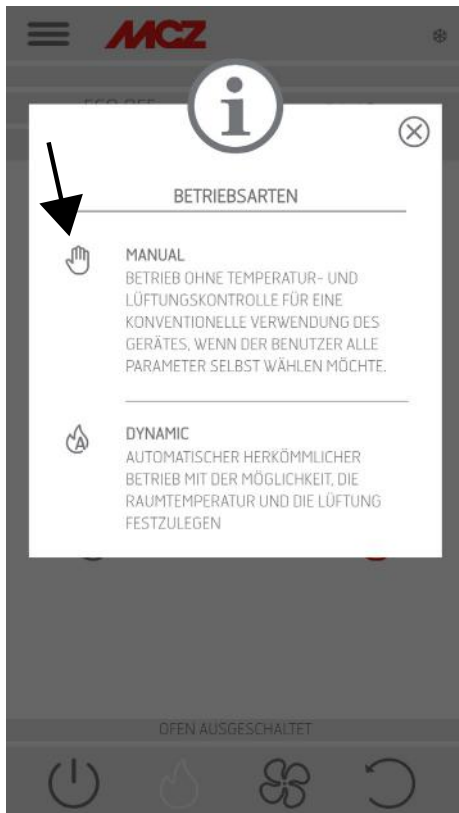 MCZ
BETRIEBSARTEN
MANUAL
BETRIEB OHNE TEMPERATUR- UND
LÜFTUNGSKONTROLLE FÜR EINE
KONVENTIONELLE VERWENDUNG DES
GERÄTES, WENN DER BENUTZER ALLE
PARAMETER SELBST WÄHLEN MÖCHTE.
DYNAMIC
AUTOMATISCHER HERKÖMMLICHER
BETRIEB MIT DER MÖGLICHKEIT, DIE
RAUMTEMPERATUR UND DIE LÜFTUNG
FESTZULEGEN
OFEN AUSGESCHALTET